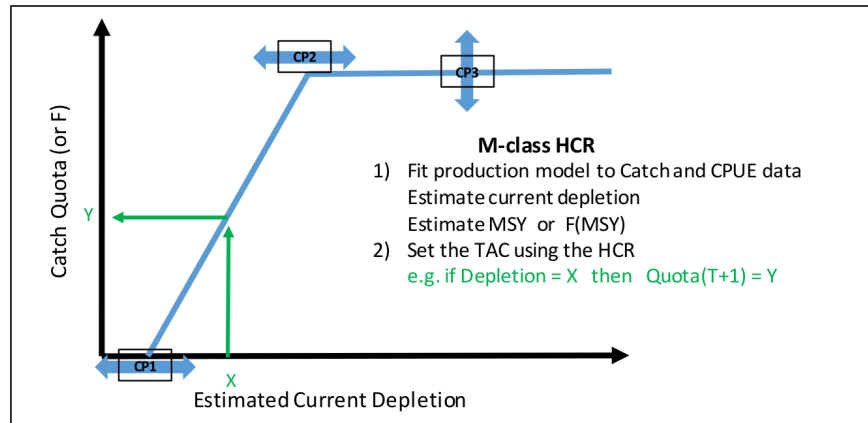 CP2
CP3
Catch Quota (or F)
M-class HCR
1) Fit production model to Catch and CPUE data
Estimate current depletion
Estimate MSY or F(MSY)
2) Set the TAC using the HCR
e.g. if Depletion = X then Quota(T+1) = Y
Y
CP1
X
Estimated Current Depletion